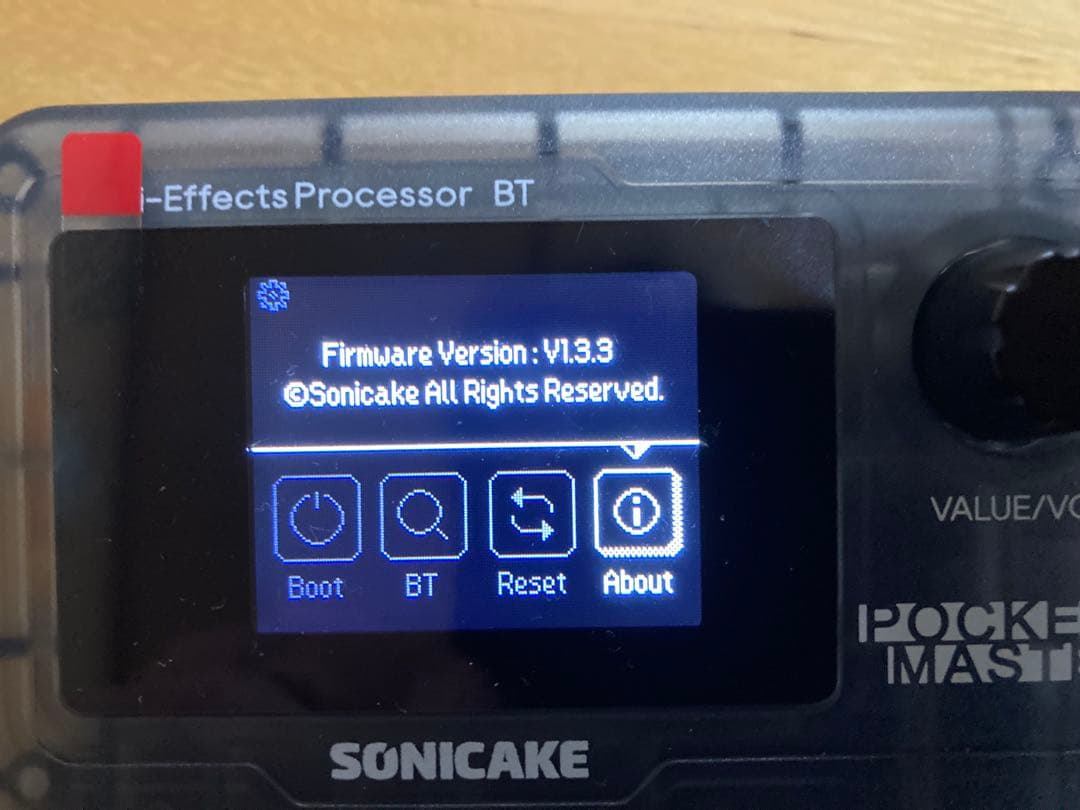 i-Effects Processor BT
Firmware Version : V1.3.3
©Sonicake All Rights Reserved.
Boot BT Reset About
VALUE/VO
POCKE
MAST
SONICAKE